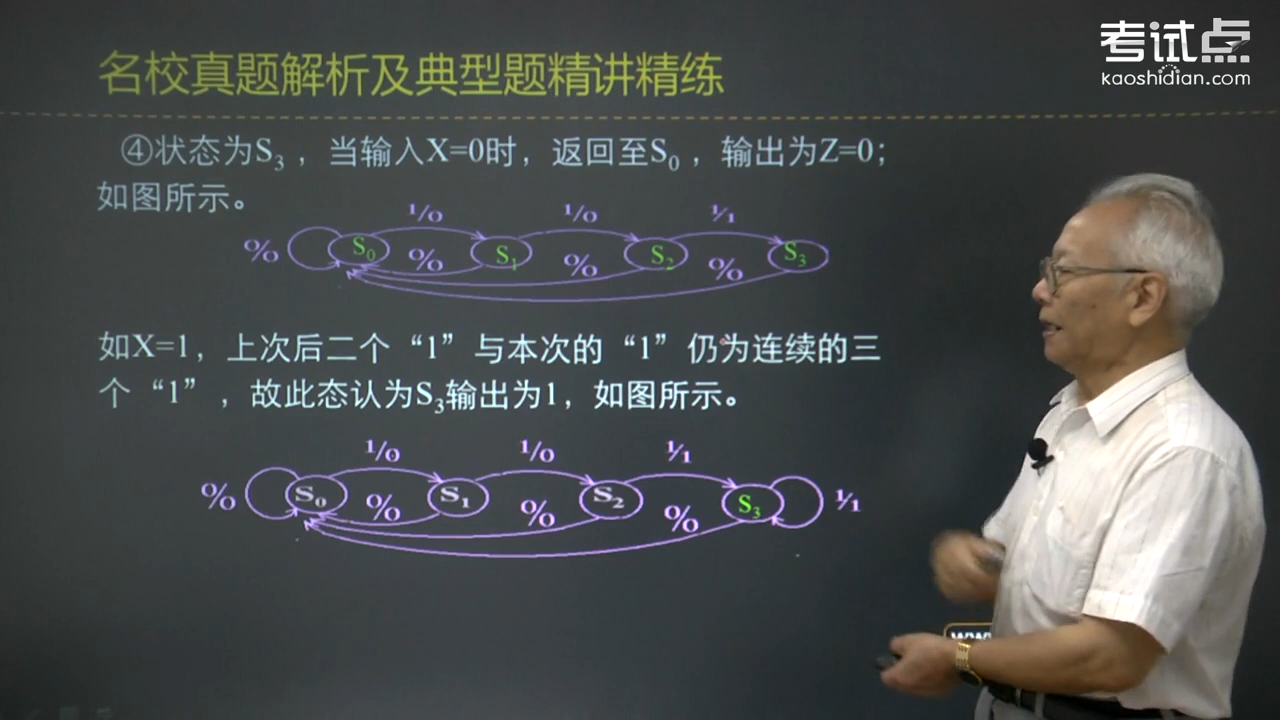 考试点
kaoshidian.com
名校真题解析及典型题精讲精练
④状态为S₃，当输入X=0时，返回至S₀，输出为Z=0；
如图所示。
1/0 1/0 1/1
0/0 S₀ 0/0 S₁ 0/0 S₂ 0/0 S₃
如X=1，上次后二个“1”与本次的“1”仍为连续的三
个“1”，故此态认为S₃输出为1，如图所示。
1/0 1/0 1/1
0/0 S₀ 0/0 S₁ 0/0 S₂ 0/0 S₃ 1/1